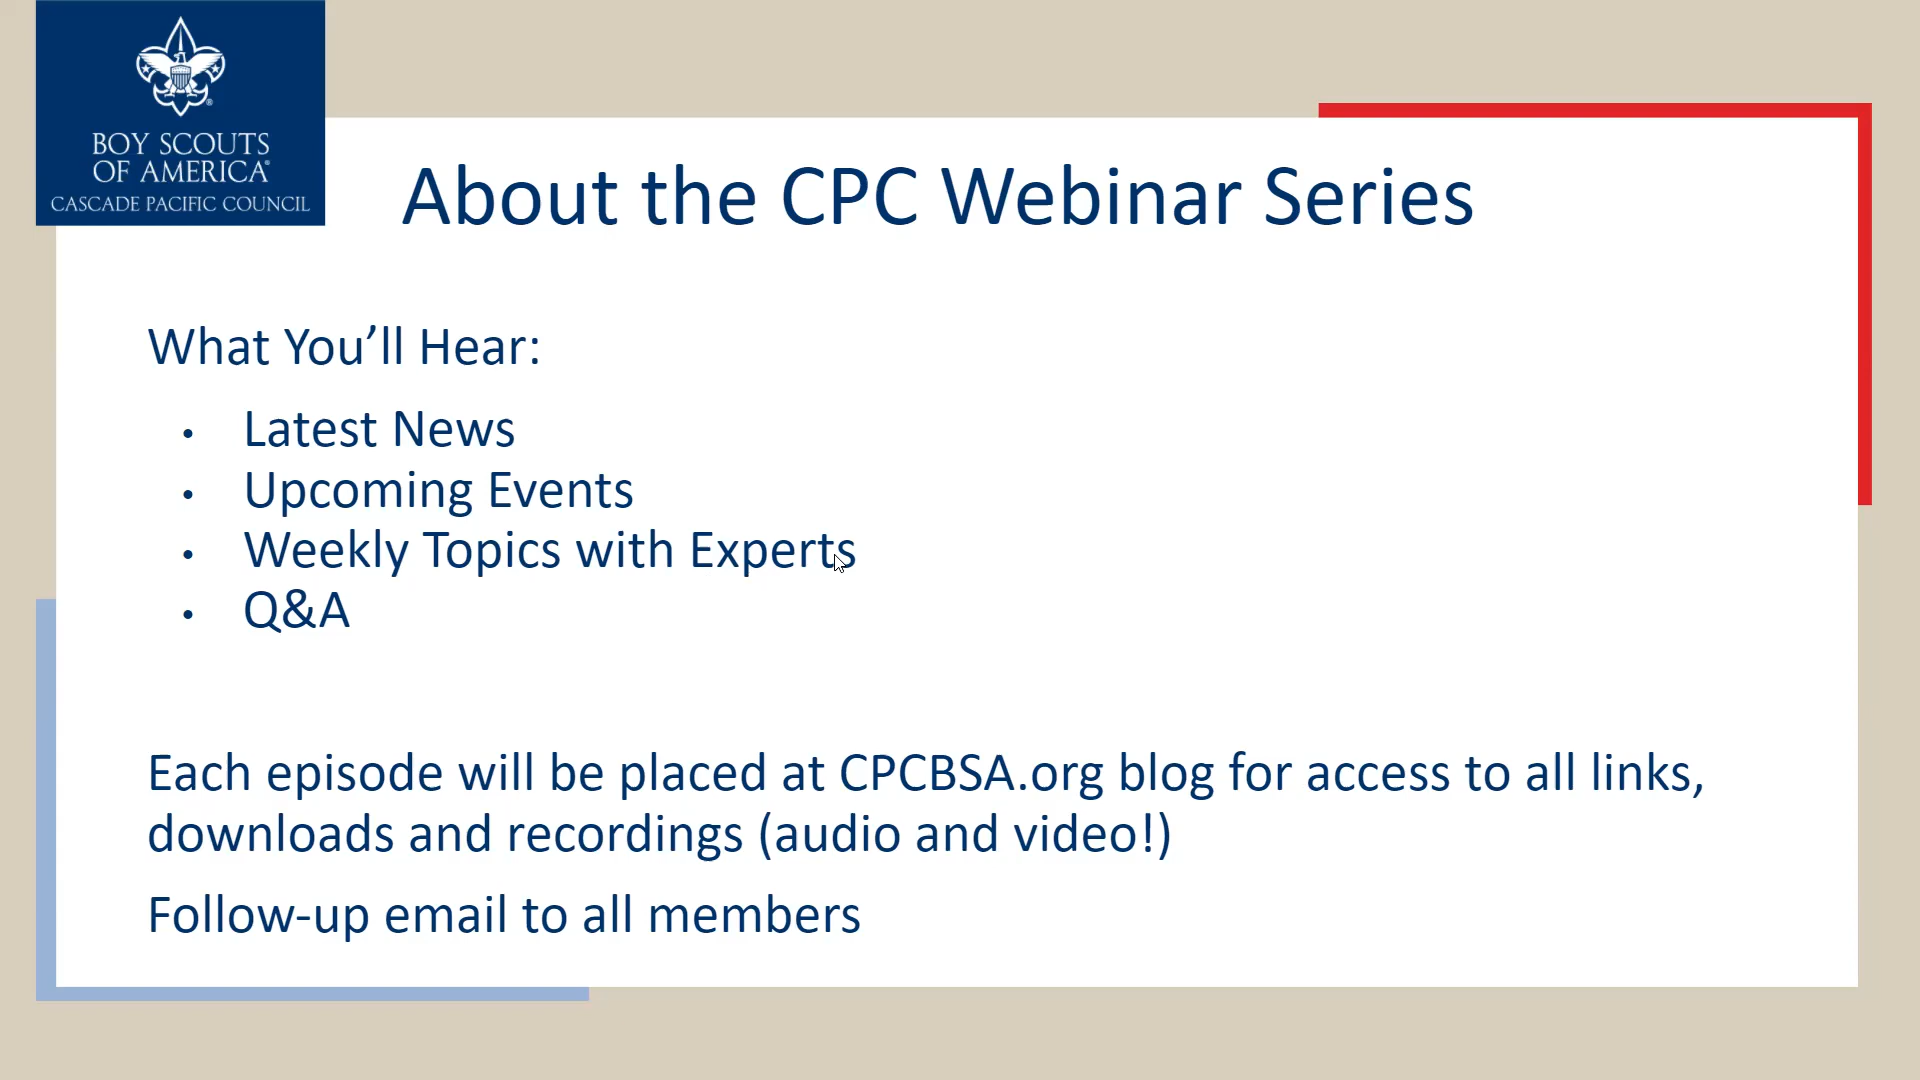 BOY SCOUTS
OF AMERICA®
CASCADE PACIFIC COUNCIL
About the CPC Webinar Series
What You’ll Hear:
• Latest News
• Upcoming Events
• Weekly Topics with Experts
• Q&A
Each episode will be placed at CPCBSA.org blog for access to all links,
downloads and recordings (audio and video!)
Follow-up email to all members